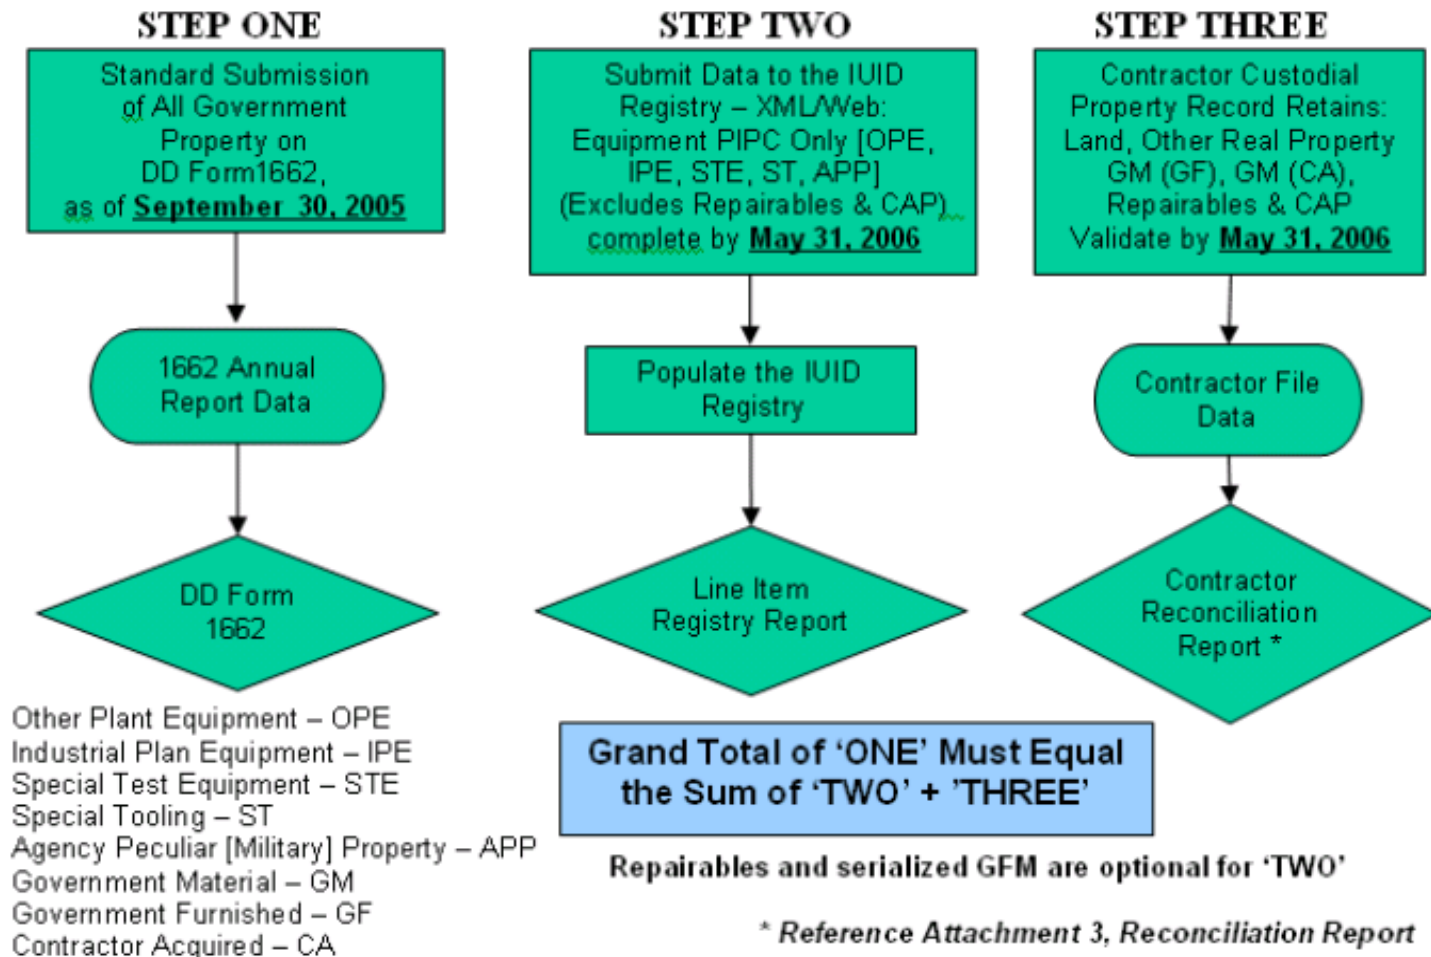 STEP ONE
Standard Submission
of All Government
Property on
DD Form1662,
as of September 30, 2005
1662 Annual
Report Data
DD Form
1662
STEP TWO
Submit Data to the IUID
Registry – XML/Web:
Equipment PIPC Only [OPE,
IPE, STE, ST, APP]
(Excludes Repairables & CAP)
complete by May 31, 2006
Populate the IUID
Registry
Line Item
Registry Report
STEP THREE
Contractor Custodial
Property Record Retains:
Land, Other Real Property
GM (GF), GM (CA),
Repairables & CAP
Validate by May 31, 2006
Contractor File
Data
Contractor
Reconciliation
Report *
Other Plant Equipment – OPE
Industrial Plan Equipment – IPE
Special Test Equipment – STE
Special Tooling – ST
Agency Peculiar [Military] Property – APP
Government Material – GM
Government Furnished – GF
Contractor Acquired – CA
Grand Total of ‘ONE’ Must Equal
the Sum of ‘TWO’ + ’THREE’
Repairables and serialized GFM are optional for ‘TWO’
* Reference Attachment 3, Reconciliation Report